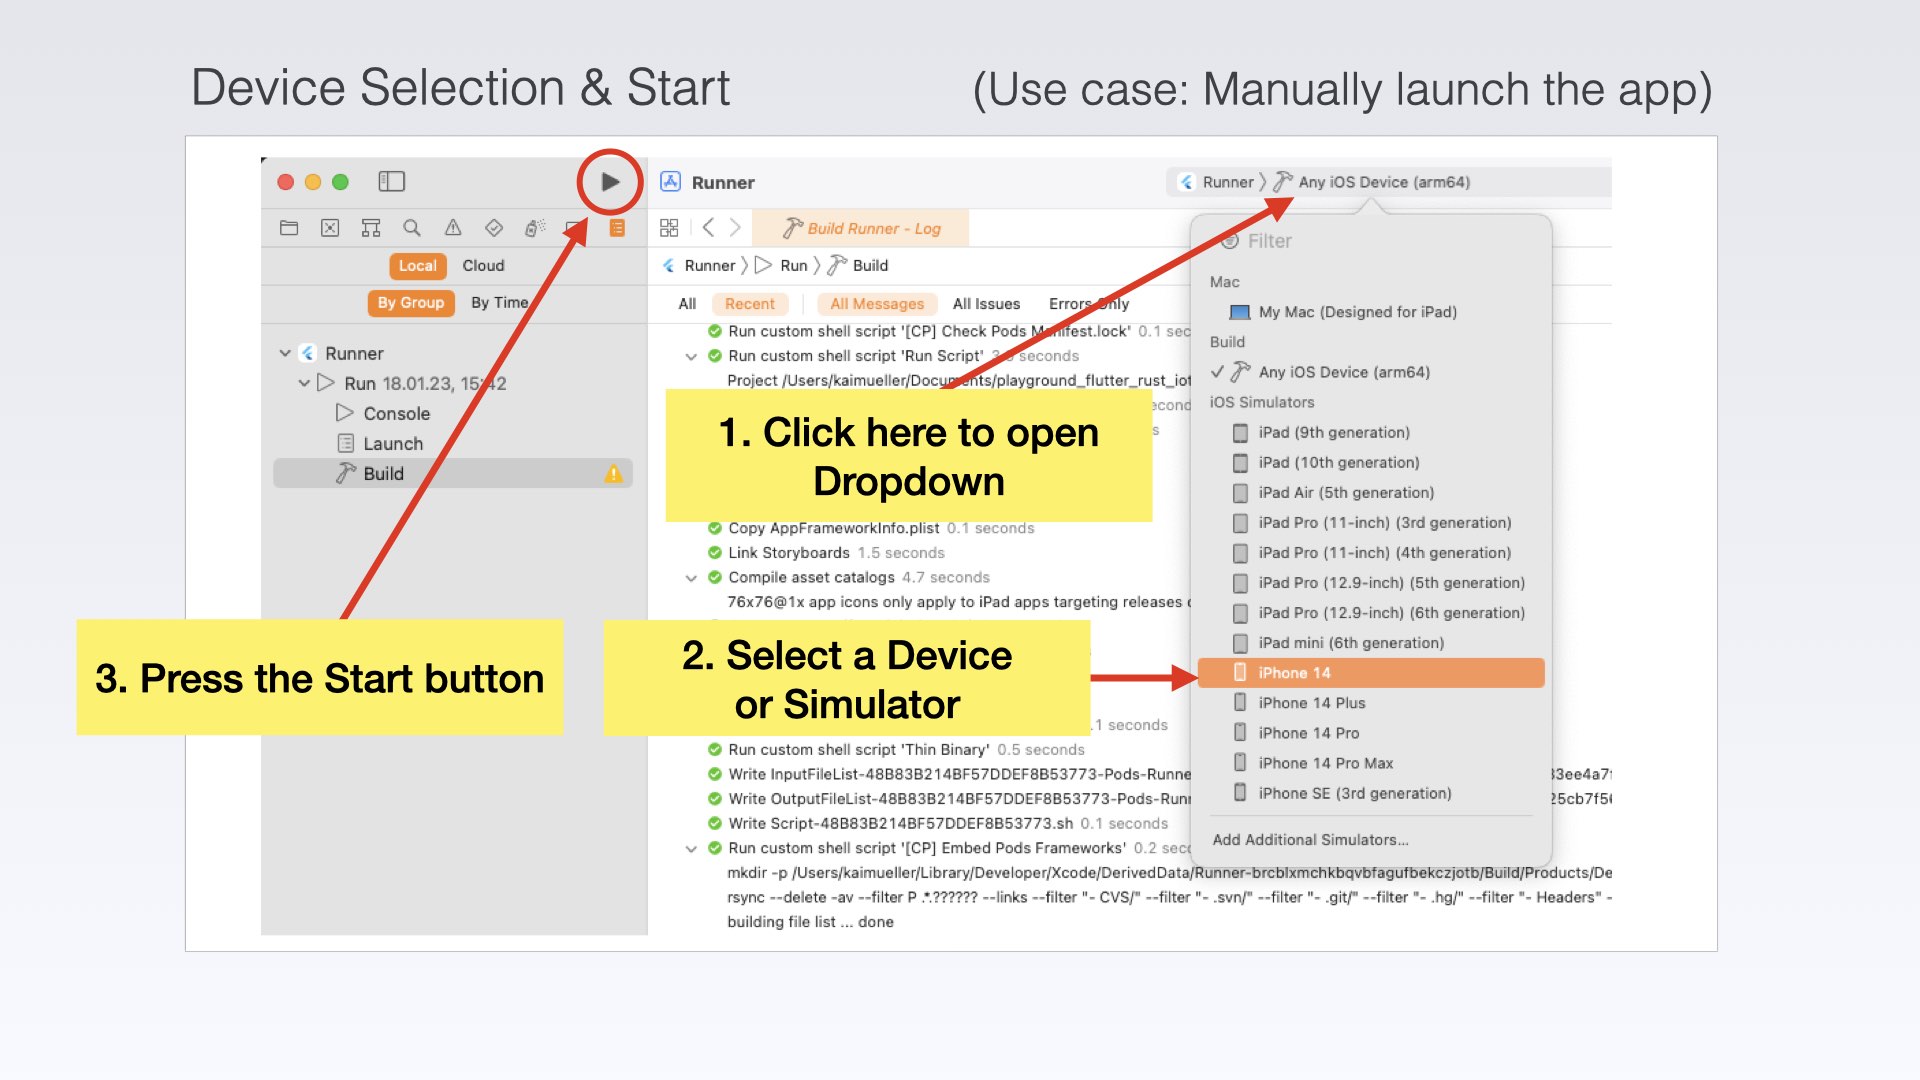 Device Selection & Start
(Use case: Manually launch the app)
Runner
Runner
Any iOS Device (arm64)
Build Runner - Log
Local
Cloud
By Group
By Time
Runner
Run 18.01.23, 15:42
Console
Launch
Build
Runner
Run
Build
All
Recent
All Messages
All Issues
Errors Only
Run custom shell script '[CP] Check Pods Manifest.lock' 0.1 sec
Run custom shell script 'Run Script' seconds
Project /Users/kaimueller/Documents/playground_flutter_rust_iot
econd
s
1. Click here to open
Dropdown
Copy AppFrameworkInfo.plist 0.1 seconds
Link Storyboards 1.5 seconds
Compile asset catalogs 4.7 seconds
76x76@1x app icons only apply to iPad apps targeting releases
2. Select a Device
or Simulator
3. Press the Start button
.1 seconds
Run custom shell script 'Thin Binary' 0.5 seconds
Write InputFileList-48B83B214BF57DDEF8B53773-Pods-Runne
33ee4a7f
Write OutputFileList-48B83B214BF57DDEF8B53773-Pods-Runn
25cb7f56
Write Script-48B83B214BF57DDEF8B53773.sh 0.1 seconds
Run custom shell script '[CP] Embed Pods Frameworks' 0.2 sec
mkdir -p /Users/kaimueller/Library/Developer/Xcode/DerivedData/Runner-brcblxmchkbqvbfagufbekczjotb/Build/Products/De
rsync --delete -av --filter P .*.?????? --links --filter "- CVS/" --filter "- .svn/" --filter "- .git/" --filter "- .hg/" --filter "- Headers" -
building file list ... done
Filter
Mac
My Mac (Designed for iPad)
Build
Any iOS Device (arm64)
iOS Simulators
iPad (9th generation)
iPad (10th generation)
iPad Air (5th generation)
iPad Pro (11-inch) (3rd generation)
iPad Pro (11-inch) (4th generation)
iPad Pro (12.9-inch) (5th generation)
iPad Pro (12.9-inch) (6th generation)
iPad mini (6th generation)
iPhone 14
iPhone 14 Plus
iPhone 14 Pro
iPhone 14 Pro Max
iPhone SE (3rd generation)
Add Additional Simulators...